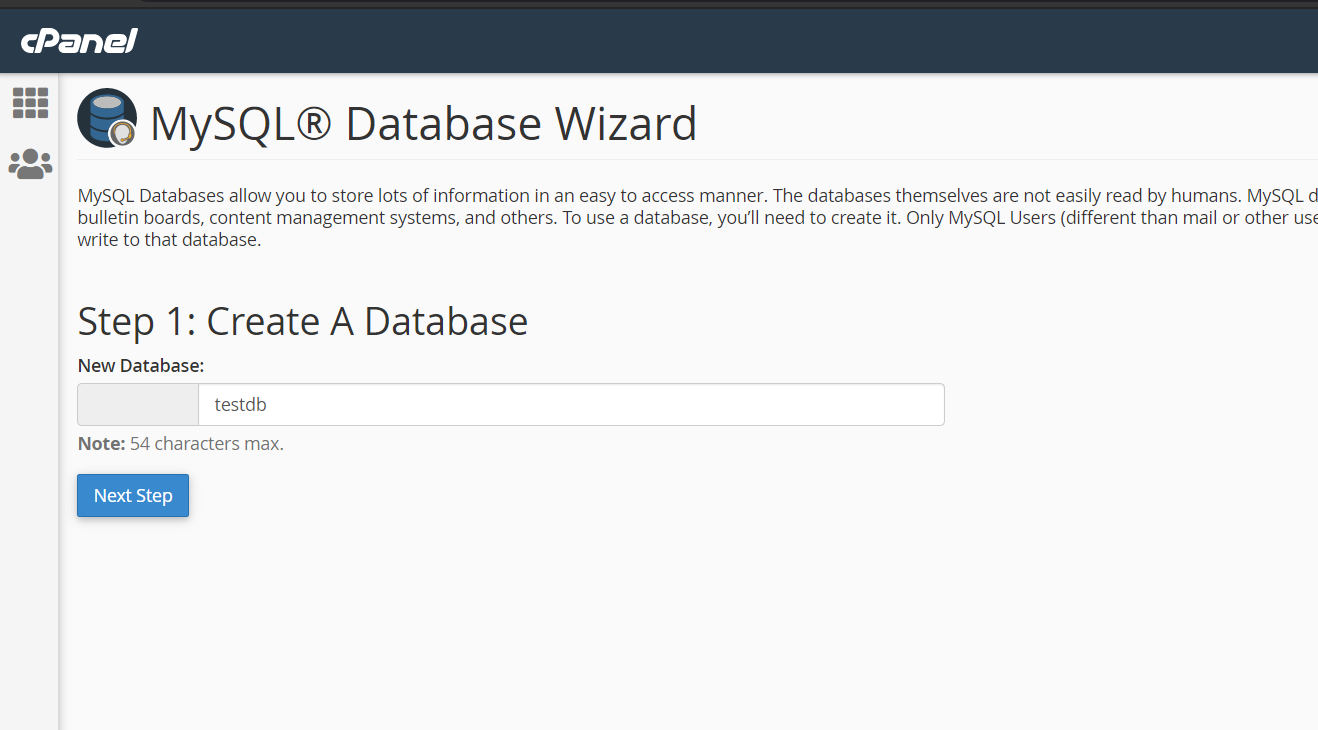 cPanel
MySQL® Database Wizard
MySQL Databases allow you to store lots of information in an easy to access manner. The databases themselves are not easily read by humans. MySQL
bulletin boards, content management systems, and others. To use a database, you’ll need to create it. Only MySQL Users (different than mail or other
write to that database.
Step 1: Create A Database
New Database:
testdb
Note: 54 characters max.
Next Step